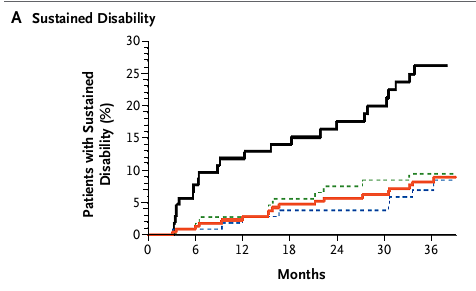 A Sustained Disability
Patients with Sustained
Disability (%)
30
25
20
15
10
5
0
0 6 12 18 24 30 36
Months